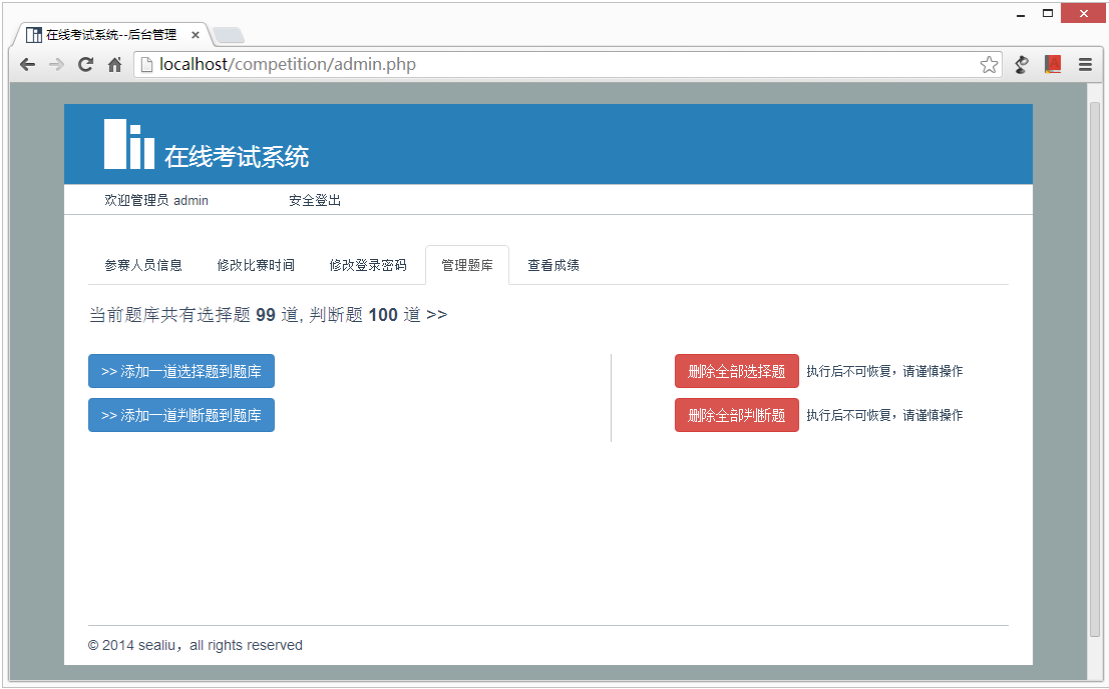 在线考试系统--后台管理
localhost/competition/admin.php
在线考试系统
欢迎管理员 admin 安全登出
参赛人员信息 修改比赛时间 修改登录密码 管理题库 查看成绩
当前题库共有选择题 99 道, 判断题 100 道 >>
>> 添加一道选择题到题库 删除全部选择题 执行后不可恢复，请谨慎操作
>> 添加一道判断题到题库 删除全部判断题 执行后不可恢复，请谨慎操作
© 2014 sealiu，all rights reserved